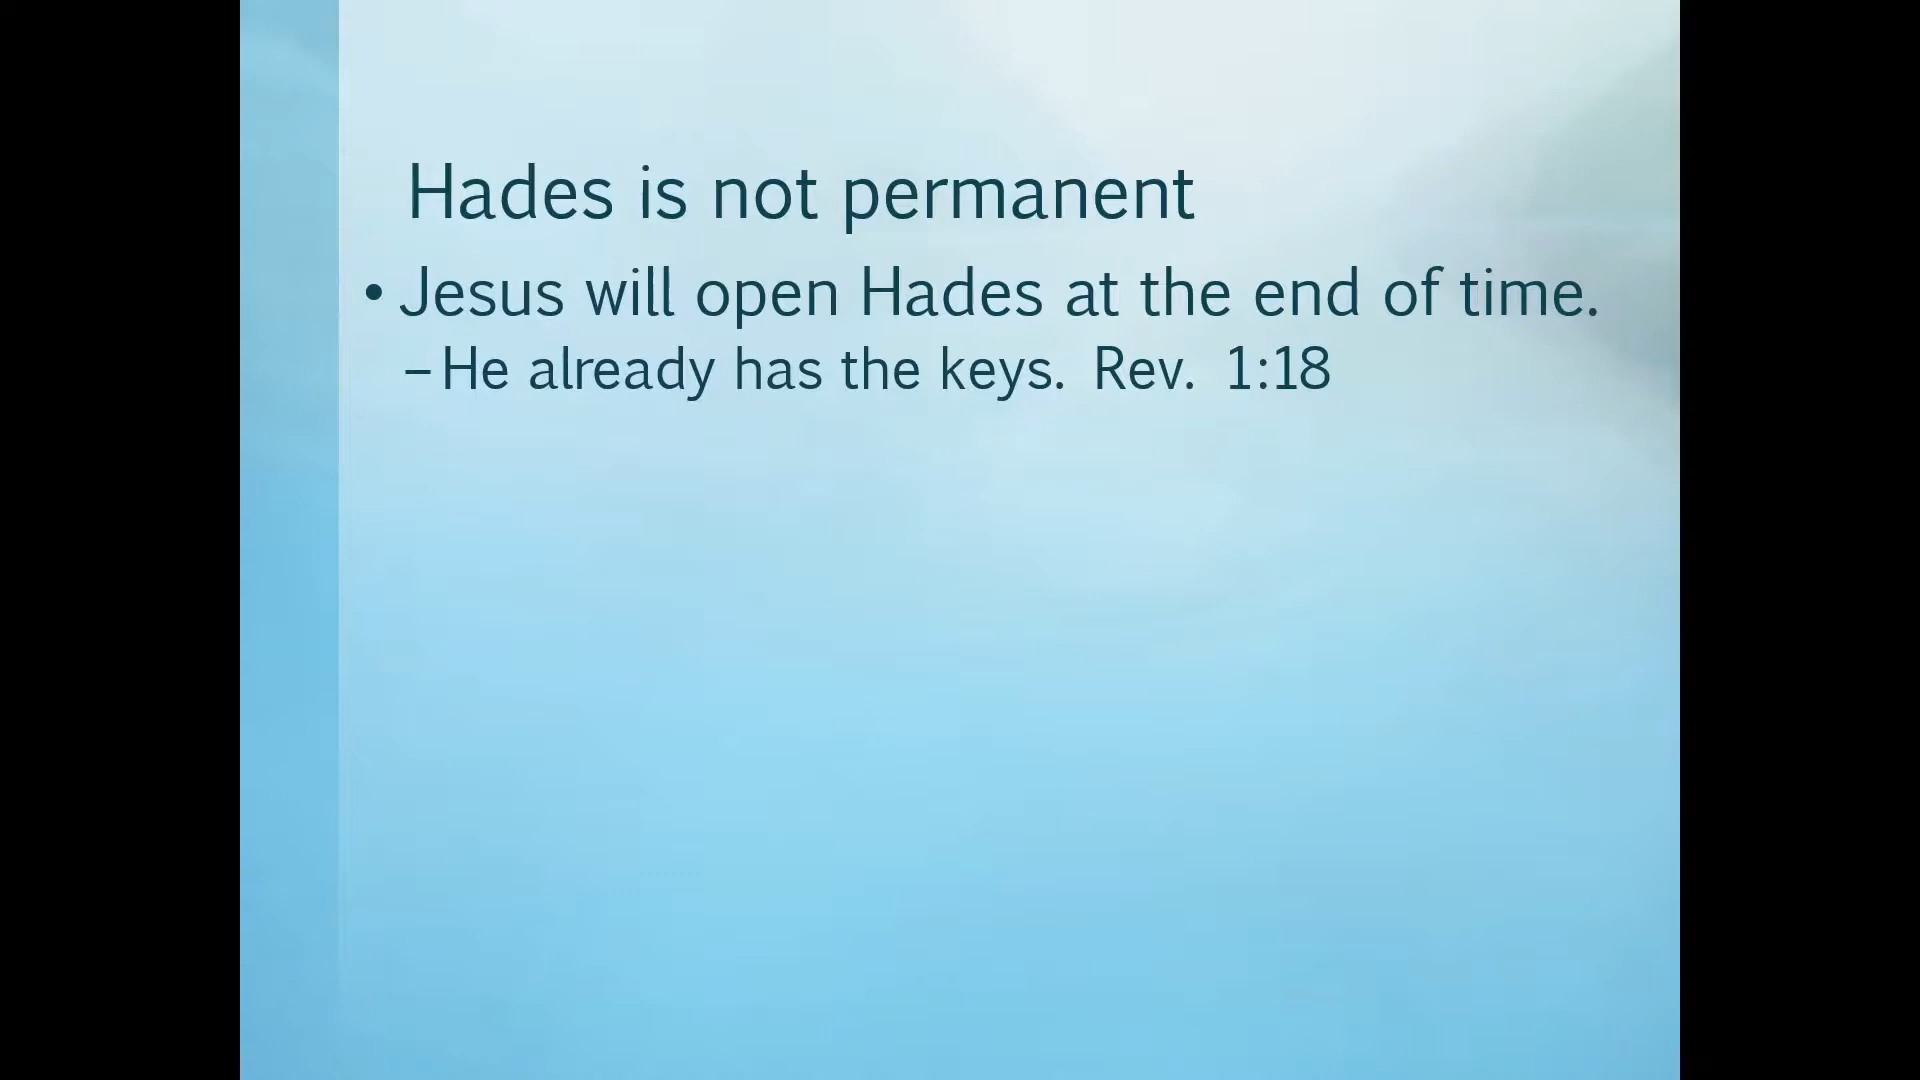 Hades is not permanent
• Jesus will open Hades at the end of time.
– He already has the keys. Rev. 1:18